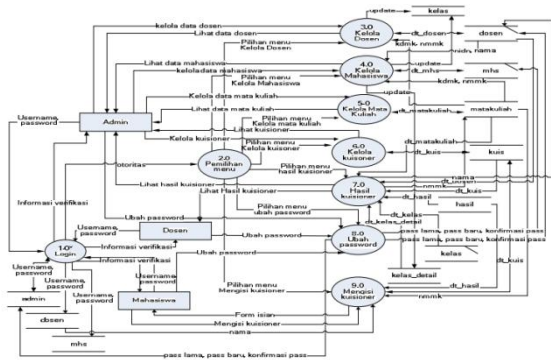 kelola data dosen
Lihat data dosen
update
kelas
3.0
Kelola
Dosen
dt_dosen
dosen
Pilihan menu
Kelola Dosen
kdmk, nmmk
nidn, nama
Lihat data mahasiswa
kelola data mahasiswa
Pilihan menu
Kelola Mahasiswa
4.0
Kelola
Mahasiswa
update
dt_mhs
mhs
kdmk, nmmk
update
Kelola data mata kuliah
Lihat data mata kuliah
Pilihan menu
Kelola mata kuliah
5.0
Kelola Mata
Kuliah
dt_matakuliah
matakuliah
Username,
password
Admin
Lihat kuisioner
Kelola kuisioner
Pilihan menu
Kelola kuisioner
6.0
Kelola
kuisoner
dt_matakuliah
dt_kuis
kuis
otoritas
2.0
Pemilihan
menu
Pilihan menu
hasil kuisioner
Lihat hasil kuisioner
Lihat Hasil kuisioner
7.0
Hasil
kuisioner
nama
dt_dosen
nmmk
dt_kuis
dt_hasil
hasil
Informasi verifikasi
Ubah password
Pilihan menu
ubah password
dt_kelas
dt_kelas_detail
Username,
password
Dosen
Ubah password
8.0
Ubah
password
pass lama, pass baru, konfirmasi pass
pass lama, pass baru, konfirmasi pass
kelas
dt_kuis
1.0
Login
Informasi verifikasi
Informasi verifikasi
Ubah password
kelas_detail
Username,
password
Username,
password
Username,
password
Username,
password
Pilihan menu
Mengisi kuisioner
9.0
Mengisi
kuisioner
dt_hasil
nmmk
admin
Mahasiswa
Form isian
Mengisi kuisioner
dosen
nama
mhs
pass lama, pass baru, konfirmasi pass